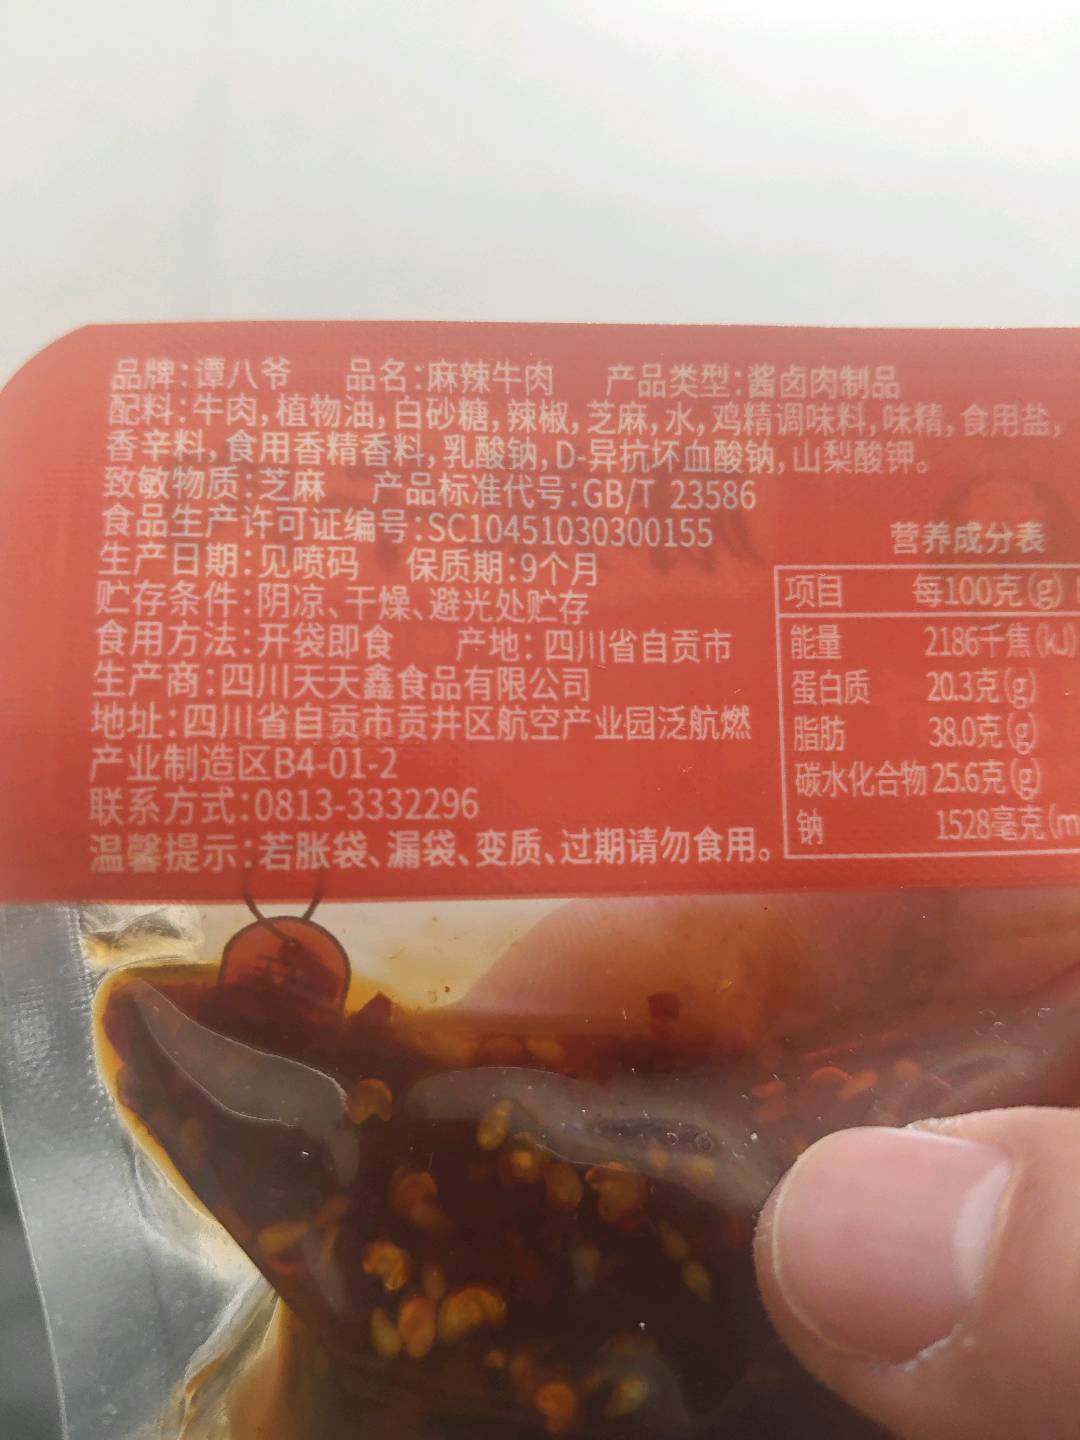 品牌:谭八爷 品名:麻辣牛肉 产品类型:酱卤肉制品
配料:牛肉,植物油,白砂糖,辣椒,芝麻,水,鸡精调味料,味精,食用盐,
香辛料,食用香精香料,乳酸钠,D-异抗坏血酸钠,山梨酸钾。
致敏物质:芝麻 产品标准代号:GB/T 23586
食品生产许可证编号:SC10451030300155
生产日期:见喷码 保质期:9个月
贮存条件:阴凉、干燥、避光处贮存
食用方法:开袋即食 产地:四川省自贡市
生产商:四川天天鑫食品有限公司
地址:四川省自贡市贡井区航空产业园泛航燃
产业制造区B4-01-2
联系方式:0813-3332296
温馨提示:若胀袋、漏袋、变质、过期请勿食用。
营养成分表
项目 每100克(g)
能量 2186千焦(kJ)
蛋白质 20.3克(g)
脂肪 38.0克(g)
碳水化合物 25.6克(g)
钠 1528毫克(m